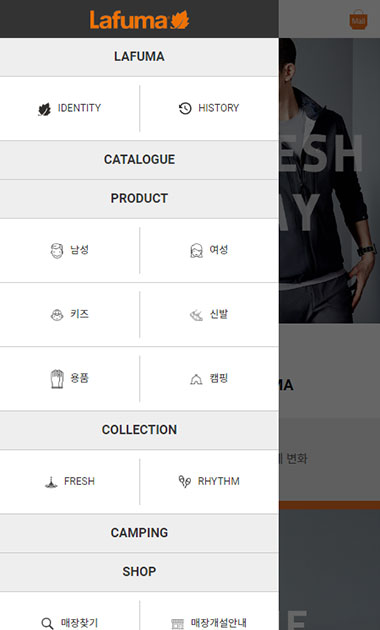 Lafuma
Mall
LAFUMA
IDENTITY
HISTORY
CATALOGUE
PRODUCT
남성
여성
키즈
신발
용품
캠핑
COLLECTION
FRESH
RHYTHM
CAMPING
SHOP
매장찾기
매장개설안내
ESH
AY
MA
변화